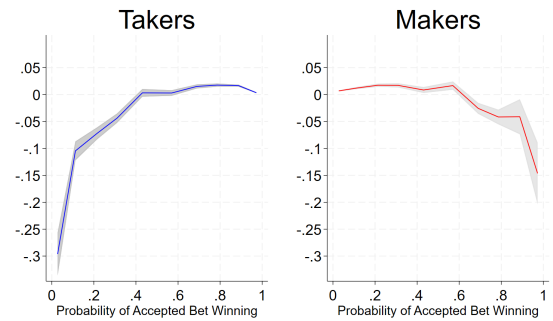 Takers
.05
0
-.05
-.1
-.15
-.2
-.25
-.3
0 .2 .4 .6 .8 1
Probability of Accepted Bet Winning
Makers
.05
0
-.05
-.1
-.15
-.2
-.25
-.3
0 .2 .4 .6 .8 1
Probability of Accepted Bet Winning